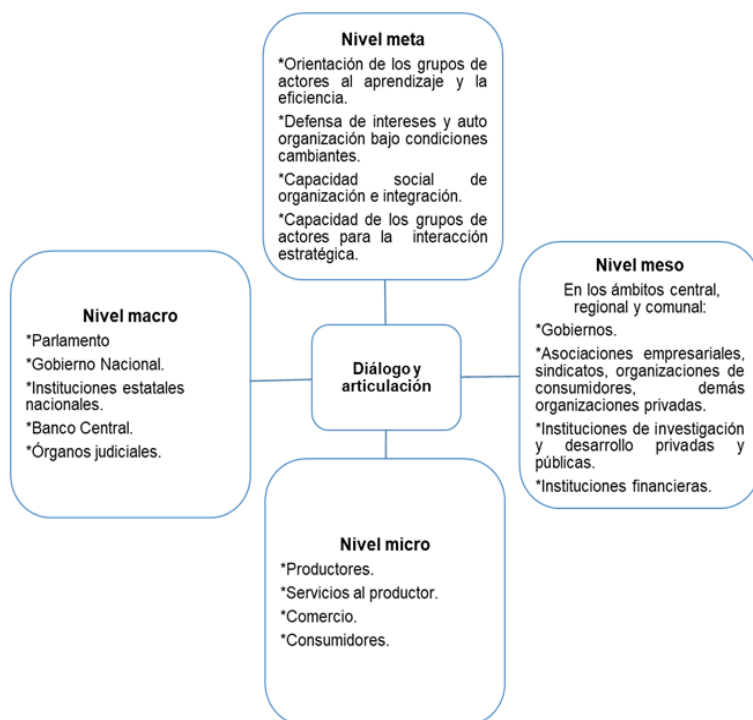 Nivel meta
*Orientación de los grupos de
actores al aprendizaje y la
eficiencia.
*Defensa de intereses y auto
organización bajo condiciones
cambiantes.
*Capacidad social de
organización e integración.
*Capacidad de los grupos de
actores para la interacción
estratégica.
Nivel macro
*Parlamento
*Gobierno Nacional.
*Instituciones estatales
nacionales.
*Banco Central.
*Órganos judiciales.
Diálogo y
articulación
Nivel meso
En los ámbitos central,
regional y comunal:
*Gobiernos.
*Asociaciones empresariales,
sindicatos, organizaciones de
consumidores, demás
organizaciones privadas.
*Instituciones de investigación
y desarrollo privadas y
públicas.
*Instituciones financieras.
Nivel micro
*Productores.
*Servicios al productor.
*Comercio.
*Consumidores.